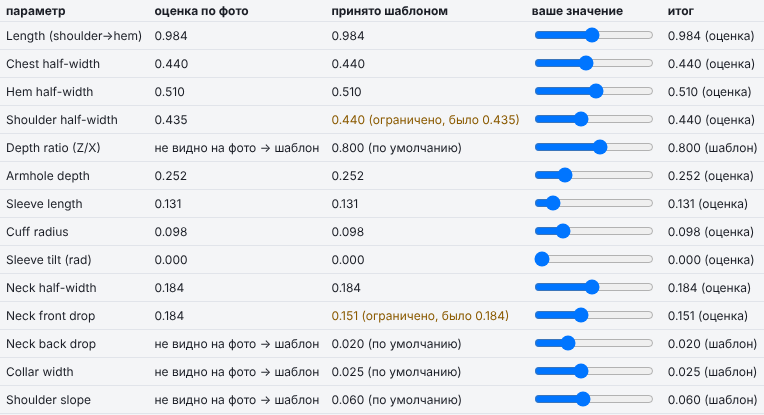 параметр оценка по фото принято шаблоном ваше значение итог
Length (shoulder→hem) 0.984 0.984 0.984 (оценка)
Chest half-width 0.440 0.440 0.440 (оценка)
Hem half-width 0.510 0.510 0.510 (оценка)
Shoulder half-width 0.435 0.440 (ограничено, было 0.435) 0.440 (оценка)
Depth ratio (Z/X) не видно на фото → шаблон 0.800 (по умолчанию) 0.800 (шаблон)
Armhole depth 0.252 0.252 0.252 (оценка)
Sleeve length 0.131 0.131 0.131 (оценка)
Cuff radius 0.098 0.098 0.098 (оценка)
Sleeve tilt (rad) 0.000 0.000 0.000 (оценка)
Neck half-width 0.184 0.184 0.184 (оценка)
Neck front drop 0.184 0.151 (ограничено, было 0.184) 0.151 (оценка)
Neck back drop не видно на фото → шаблон 0.020 (по умолчанию) 0.020 (шаблон)
Collar width не видно на фото → шаблон 0.025 (по умолчанию) 0.025 (шаблон)
Shoulder slope не видно на фото → шаблон 0.060 (по умолчанию) 0.060 (шаблон)